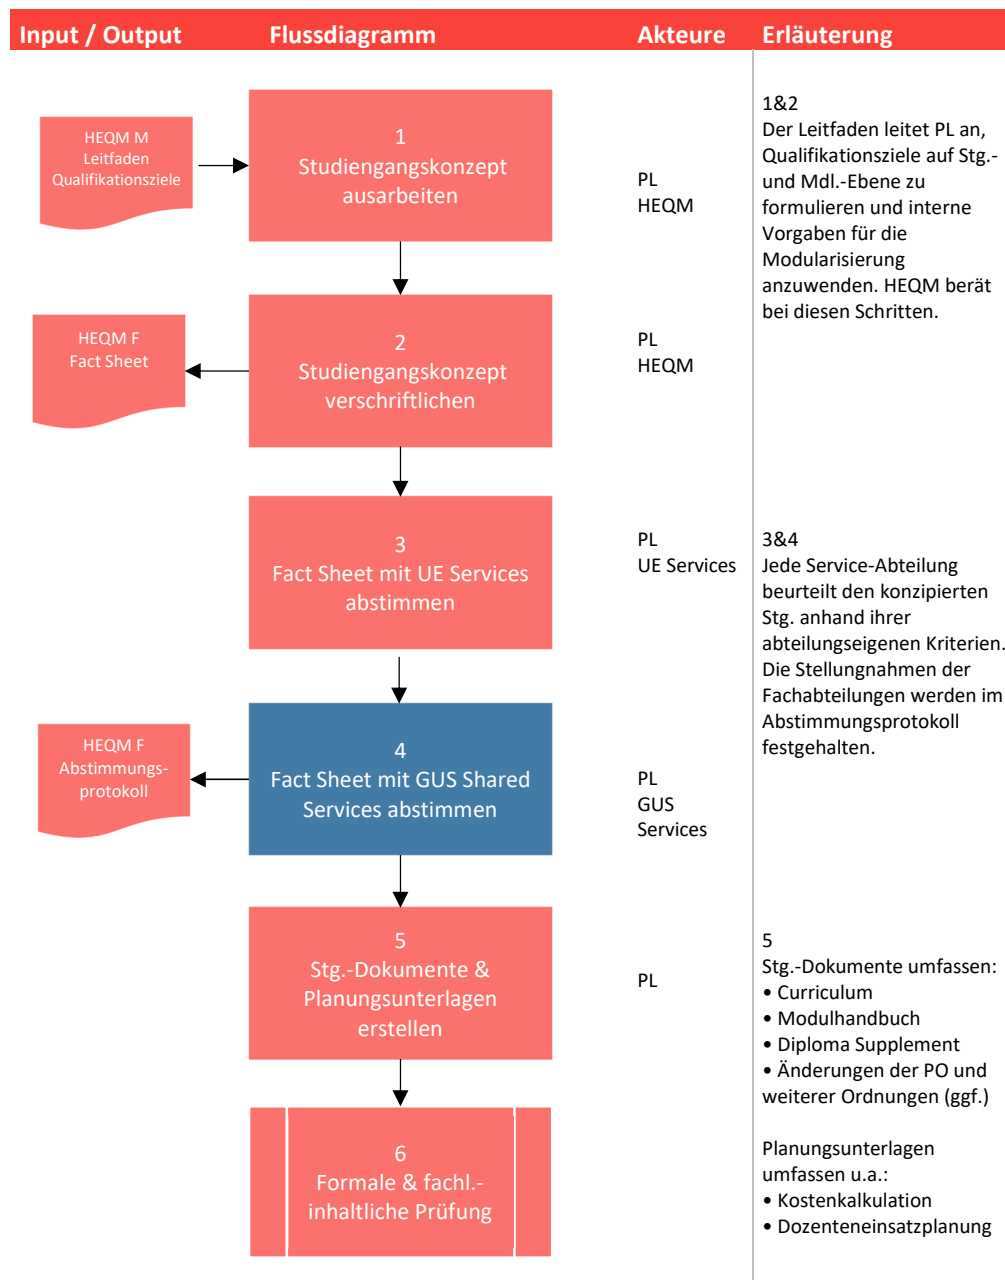 Input / Output
Flussdiagramm
Akteure
Erläuterung
HEQM M
Leitfaden
Qualifikationsziele
1
Studiengangskonzept
ausarbeiten
PL
HEQM
1&2
Der Leitfaden leitet PL an,
Qualifikationsziele auf Stg.-
und Mdl.-Ebene zu
formulieren und interne
Vorgaben für die
Modularisierung
anzuwenden. HEQM berät
bei diesen Schritten.
HEQM F
Fact Sheet
2
Studiengangskonzept
verschriftlichen
PL
HEQM
3
Fact Sheet mit UE Services
abstimmen
PL
UE Services
3&4
Jede Service-Abteilung
beurteilt den konzipierten
Stg. anhand ihrer
abteilungseigenen Kriterien.
Die Stellungnahmen der
Fachabteilungen werden im
Abstimmungsprotokoll
festgehalten.
HEQM F
Abstimmungs-
protokoll
4
Fact Sheet mit GUS Shared
Services abstimmen
PL
GUS
Services
5
Stg.-Dokumente &
Planungsunterlagen
erstellen
PL
5
Stg.-Dokumente umfassen:
• Curriculum
• Modulhandbuch
• Diploma Supplement
• Änderungen der PO und
weiterer Ordnungen (ggf.)
Planungsunterlagen
umfassen u.a.:
• Kostenkalkulation
• Dozenteneinsatzplanung
6
Formale & fachl.-
inhaltliche Prüfung